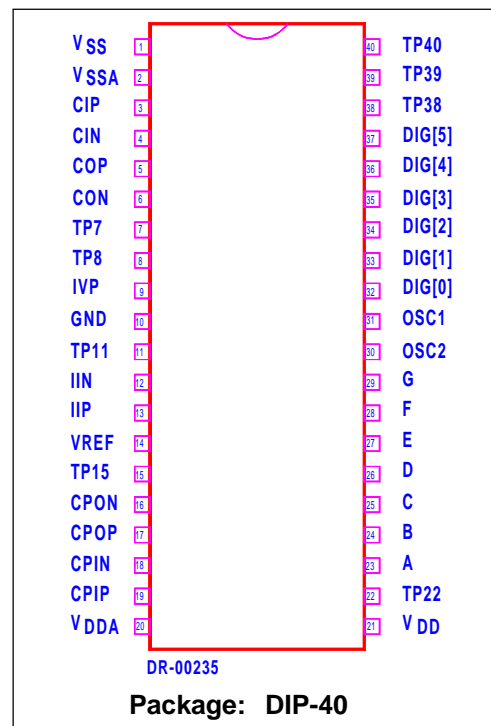 VSS 1 40 TP40
VSSA 2 39 TP39
CIP 3 38 TP38
CIN 4 37 DIG[5]
COP 5 36 DIG[4]
CON 6 35 DIG[3]
TP7 7 34 DIG[2]
TP8 8 33 DIG[1]
IVP 9 32 DIG[0]
GND 10 31 OSC1
TP11 11 30 OSC2
IIN 12 29 G
IIP 13 28 F
VREF 14 27 E
TP15 15 26 D
CPON 16 25 C
CPOP 17 24 B
CPIN 18 23 A
CPIP 19 22 TP22
VDDA 20 21 VDD
DR-00235
Package: DIP-40